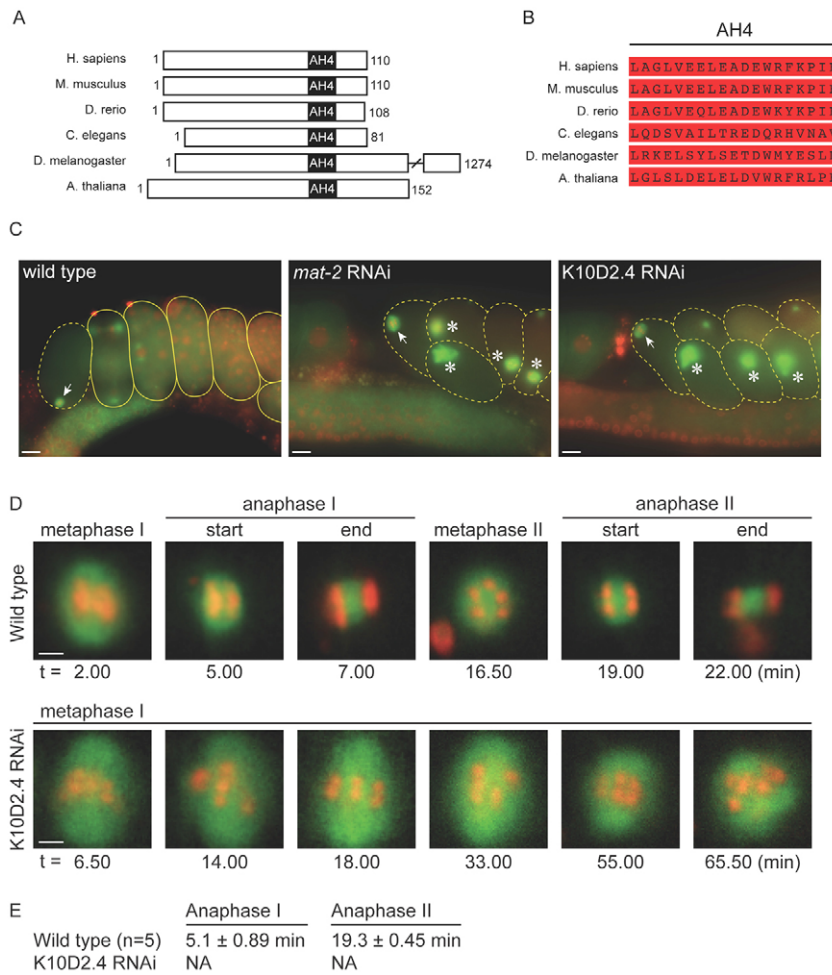 A
H. sapiens 1 AH4 110
M. musculus 1 AH4 110
D. rerio 1 AH4 108
C. elegans 1 AH4 81
D. melanogaster 1 AH4 1274
A. thaliana 1 AH4 152
B
AH4
H. sapiens LAGLVEELEADEWRFKPI
M. musculus LAGLVEELEADEWRFKPI
D. rerio LAGLVEQLEADEWKYKPI
C. elegans LQDSVAILTREDQRHVNA
D. melanogaster LRKELSYLSETDWMYESL
A. thaliana LGLSLDELELDVWRFRLP
C
wild type
mat-2 RNAi
* * * *
K10D2.4 RNAi
* * *
D
anaphase I anaphase II
metaphase I start end metaphase II start end
Wild type
t = 2.00 5.00 7.00 16.50 19.00 22.00 (min)
metaphase I
K10D2.4 RNAi
t = 6.50 14.00 18.00 33.00 55.00 65.50 (min)
E
Anaphase I Anaphase II
Wild type (n=5) 5.1 ± 0.89 min 19.3 ± 0.45 min
K10D2.4 RNAi NA NA